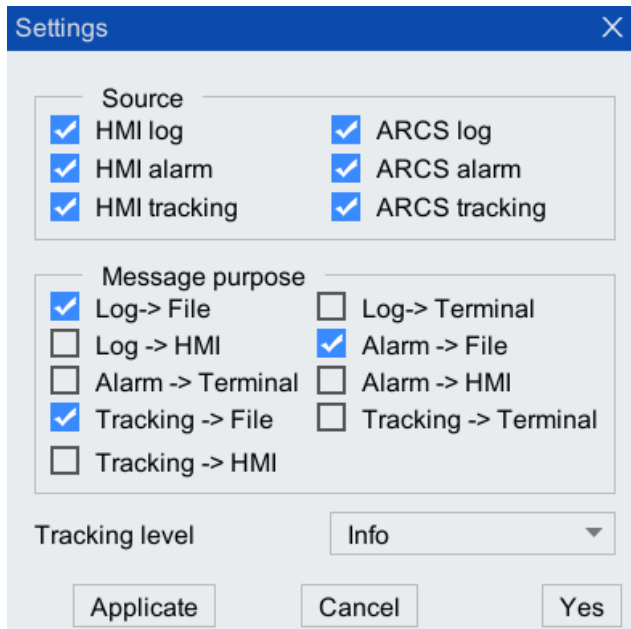 Settings
Source
HMI log ARCS log
HMI alarm ARCS alarm
HMI tracking ARCS tracking
Message purpose
Log-> File Log-> Terminal
Log -> HMI Alarm -> File
Alarm -> Terminal Alarm -> HMI
Tracking -> File Tracking -> Terminal
Tracking -> HMI
Tracking level Info
Applicate Cancel Yes